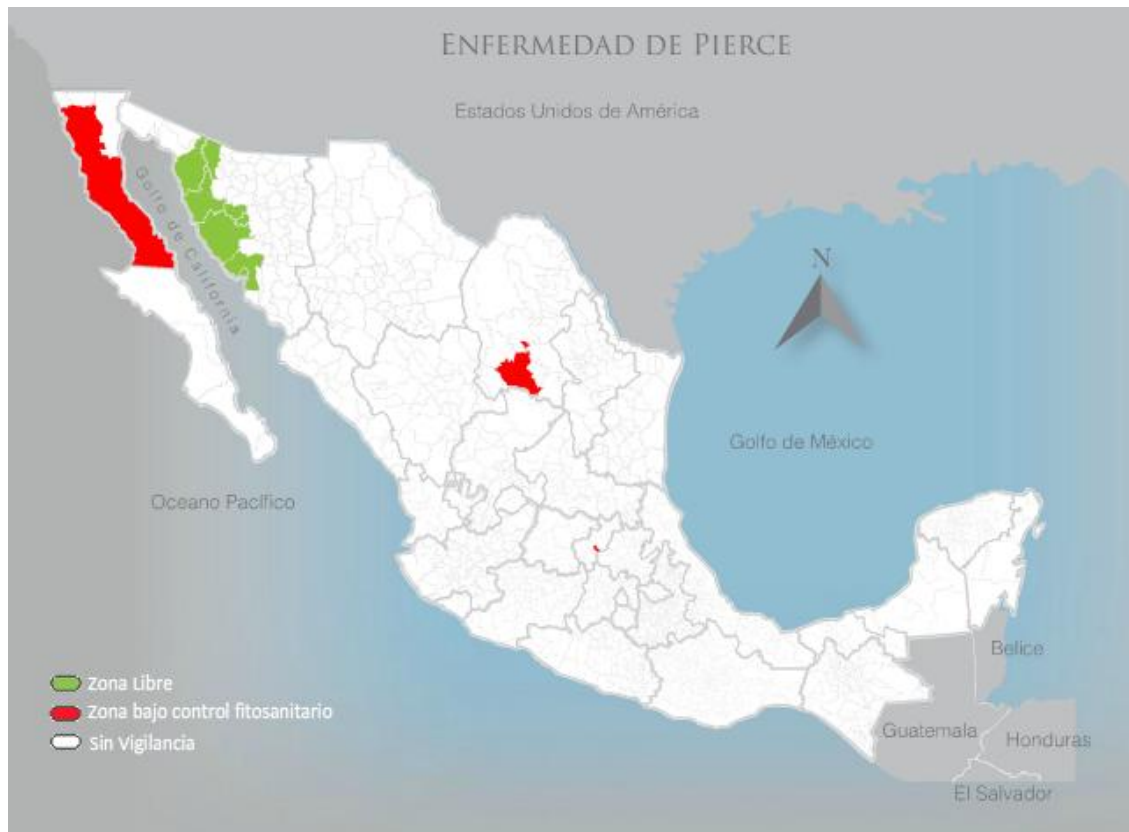 ENFERMEDAD DE PIERCE
Estados Unidos de América
Golfo de California
N
Golfo de México
Oceano Pacífico
Belice
Zona Libre
Zona bajo control fitosanitario
Sin Vigilancia
Guatemala
Honduras
El Salvador